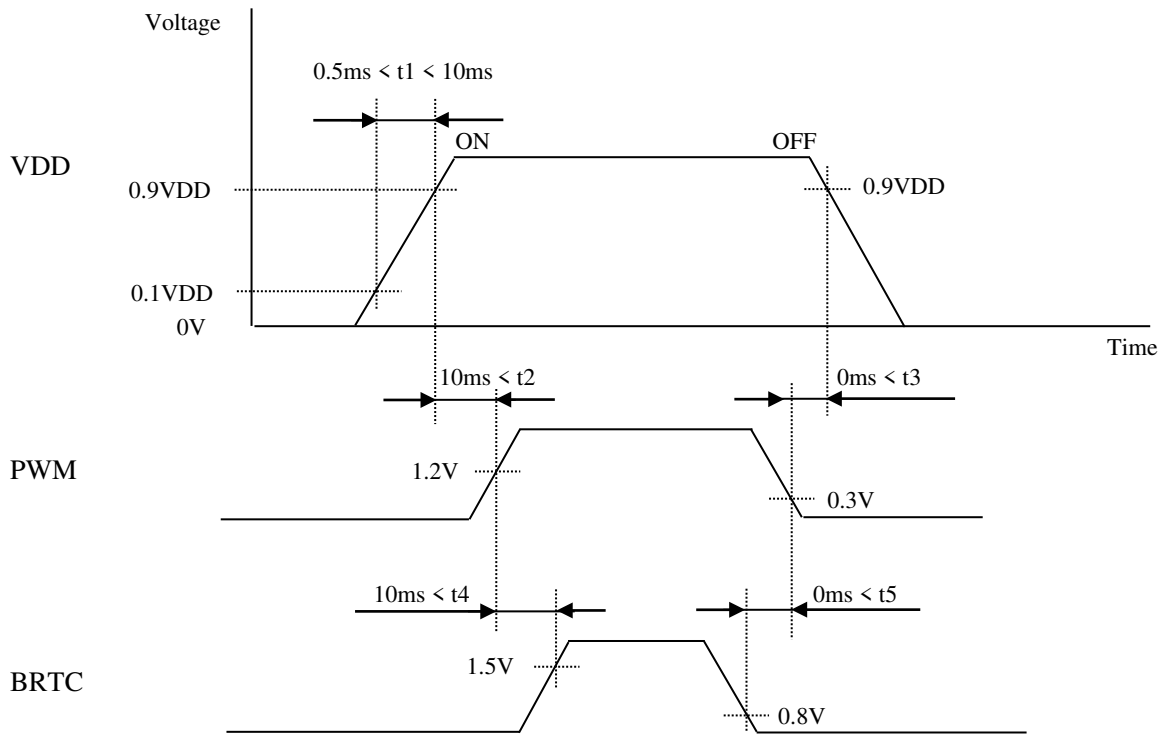 Voltage
0.5ms < t1 < 10ms
ON
OFF
VDD
0.9VDD
0.9VDD
0.1VDD
0V
Time
10ms < t2
0ms < t3
PWM
1.2V
0.3V
10ms < t4
0ms < t5
1.5V
BRTC
0.8V